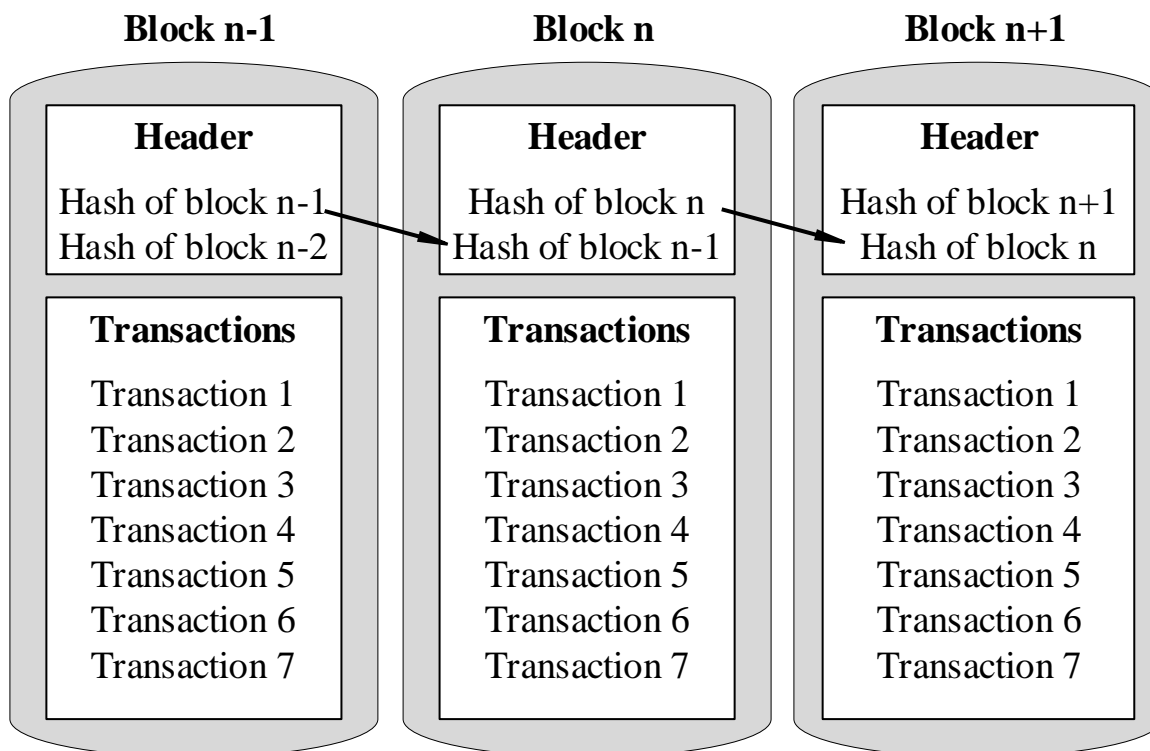 Block n-1
Header
Hash of block n-1
Hash of block n-2
Transactions
Transaction 1
Transaction 2
Transaction 3
Transaction 4
Transaction 5
Transaction 6
Transaction 7
Block n
Header
Hash of block n
Hash of block n-1
Transactions
Transaction 1
Transaction 2
Transaction 3
Transaction 4
Transaction 5
Transaction 6
Transaction 7
Block n+1
Header
Hash of block n+1
Hash of block n
Transactions
Transaction 1
Transaction 2
Transaction 3
Transaction 4
Transaction 5
Transaction 6
Transaction 7